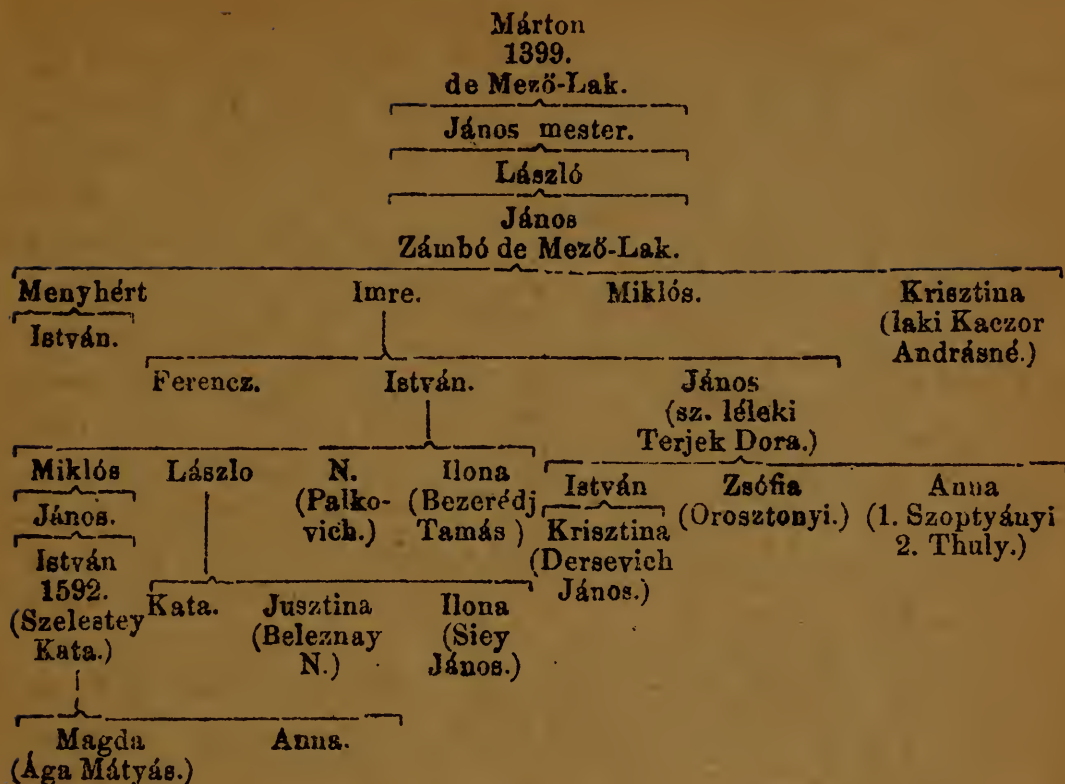 Márton
1399.
de Mező-Lak.
János mester.
László
János
Zámbó de Mező-Lak.
Menyhért Imre. Miklós. Krisztina
István. (laki Kaczor
Andrásné.)
Ferencz. István. János
(sz. léleki
Terjek Dora.)
Miklós Lászlo N. Ilona István Zsófia Anna
János. (Palko- (Bezerédj Krisztina (Orosztonyi.) (1. Szoptyányi
vich.) Tamás ) (Dersevich 2. Thuly.)
István János.)
1592. Kata. Jusztina Ilona
(Szelestey (Beleznay (Siey
Kata.) N.) János.)
Magda Anna.
(Ága Mátyás.)